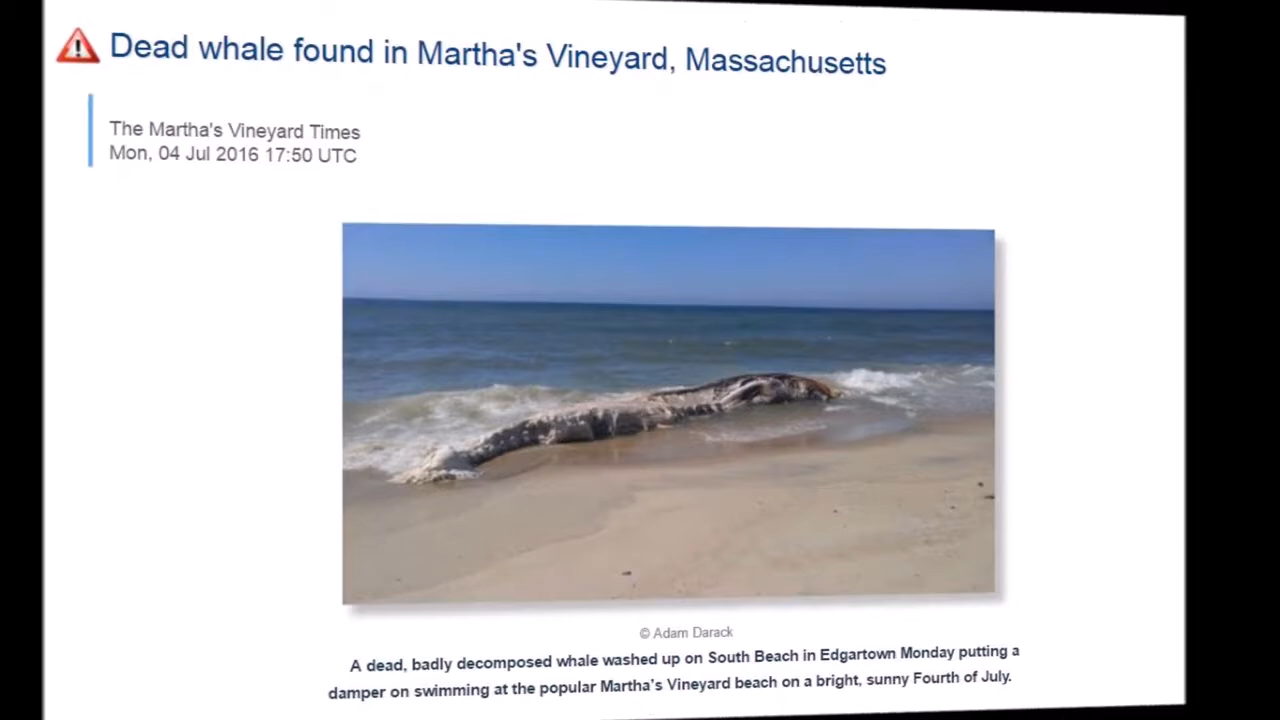 Dead whale found in Martha's Vineyard, Massachusetts
The Martha's Vineyard Times
Mon, 04 Jul 2016 17:50 UTC
© Adam Darack
A dead, badly decomposed whale washed up on South Beach in Edgartown Monday putting a
damper on swimming at the popular Martha's Vineyard beach on a bright, sunny Fourth of July.